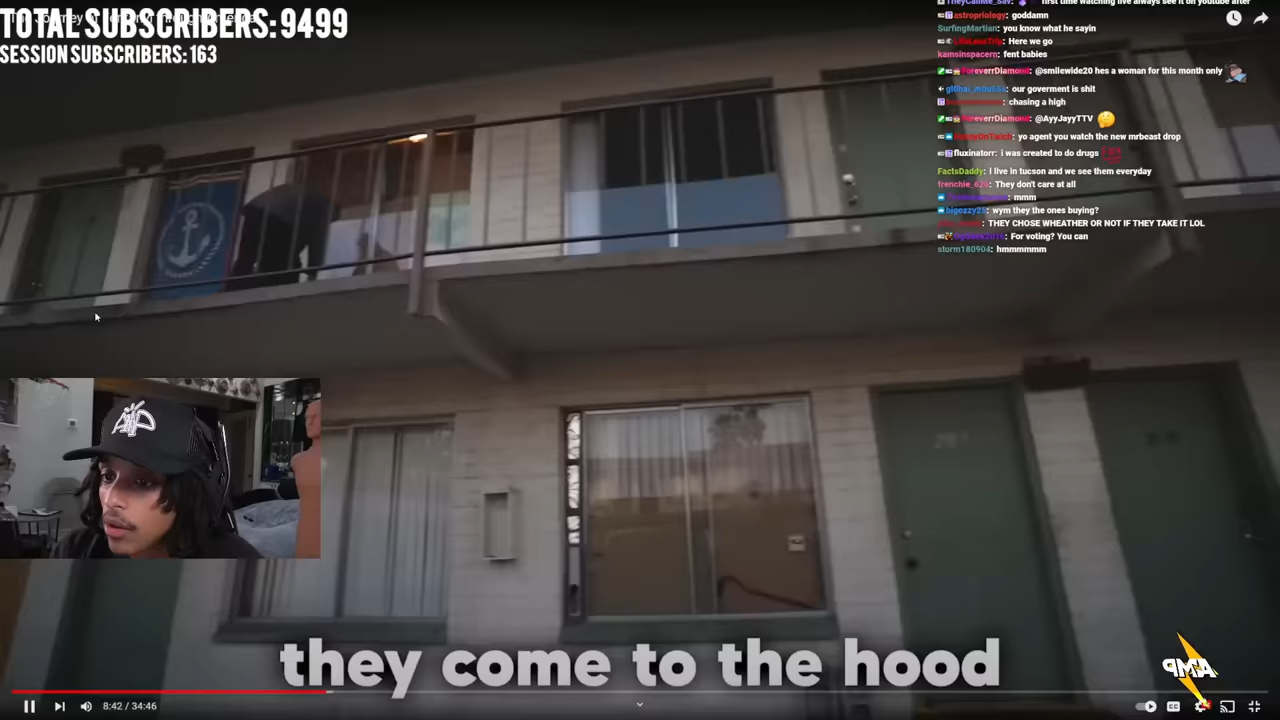 TOTAL SUBSCRIBERS: 9499
SESSION SUBSCRIBERS: 163
first time watching live always see it on youtube after
astropriology: goddamn
SurfingMartian: you know what he sayin
Here we go
kamsinspacern: fent babies
ForeverrDiamond: @smilewide20 hes a woman for this month only
our goverment is shit
chasing a high
ForeverrDiamond: @AyyJayyTTV
yo agent you watch the new mrbeast drop
fluxinatorr: i was created to do drugs
FactsDaddy: i live in tucson and we see them everyday
They don't care at all
mmm
bigozzy25: wym they the ones buying?
THEY CHOSE WHEATHER OR NOT IF THEY TAKE IT LOL
For voting? You can
storm180904: hmmmmmm
AMP
they come to the hood
8:42 / 34:46